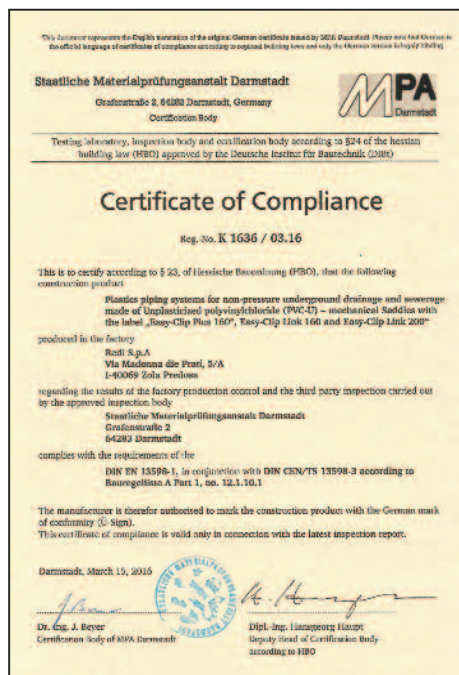 This document represents the English translation of the original German certificate issued by MPA Darmstadt. Please note that German is
the official language of certificates of compliance according to regional building laws and only the German version is legally binding.
Staatliche Materialprüfungsanstalt Darmstadt
Grafenstraße 2, 64283 Darmstadt, Germany
Certification Body
MPA
Darmstadt
Testing laboratory, inspection body and certification body according to §24 of the hessian
building law (HBO) approved by the Deutsche Institut für Bautechnik (DIBt)
Certificate of Compliance
Reg. No. K 1636 / 03.16
This is to certify according to § 23, of Hessische Bauordnung (HBO), that the following
construction product
Plastics piping systems for non-pressure underground drainage and sewerage
made of Unplasticized polyvinylchloride (PVC-U) – mechanical Saddles with
the label „Easy-Clip Plus 160“, Easy-Clip Link 160 and Easy-Clip Link 200“
produced in the factory
Redi S.p.A
Via Madonna die Prati, 5/A
I-40069 Zola Predosa
regarding the results of the factory production control and the third party inspection carried out
by the approved inspection body
Staatliche Materialprüfungsanstalt Darmstadt
Grafenstraße 2
64283 Darmstadt
complies with the requirements of the
DIN EN 13598-1, in conjunction with DIN CEN/TS 13598-3 according to
Bauregelliste A Part 1, no. 12.1.10.1
The manufacturer is therefor authorised to mark the construction product with the German mark
of conformity (Ü-Sign).
This certificate of compliance is valid only in connection with the latest inspection report.
Darmstadt, March 15, 2016
STAATLICHE MATERIALPRÜFUNGSANSTALT DARMSTADT
Dr.-Ing. J. Beyer
Certification Body of MPA Darmstadt
Dipl.-Ing. Hansgeorg Haupt
Deputy Head of Certification Body
according to HBO